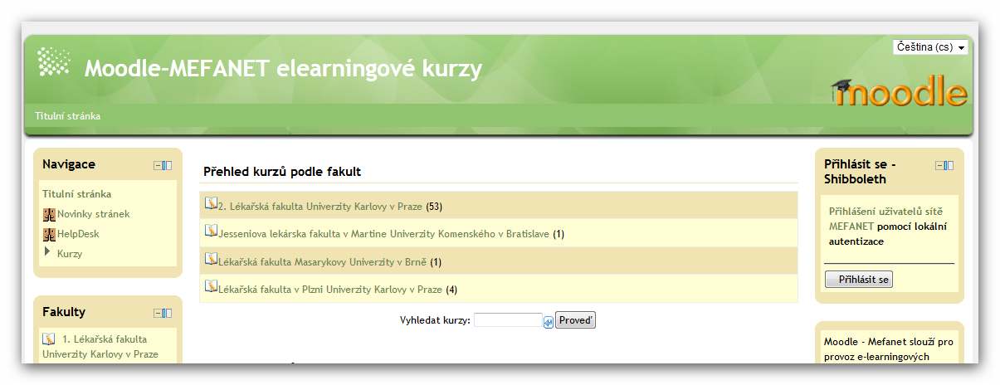 Čeština (cs)
Moodle-MEFANET elearningové kurzy
moodle
Titulní stránka
Navigace
Titulní stránka
Novinky stránek
HelpDesk
Kurzy
Fakulty
1. Lékařská fakulta
Univerzity Karlovy v Praze
Přehled kurzů podle fakult
2. Lékařská fakulta Univerzity Karlovy v Praze (53)
Jesseniova lekárska fakulta v Martine Univerzity Komenského v Bratislave (1)
Lékařská fakulta Masarykovy Univerzity v Brně (1)
Lékařská fakulta v Plzni Univerzity Karlovy v Praze (4)
Vyhledat kurzy: Proveď
Přihlásit se -
Shibboleth
Přihlášení uživatelů sítě
MEFANET pomocí lokální
autentizace
Přihlásit se
Moodle - Mefanet slouží pro
provoz e-learningových